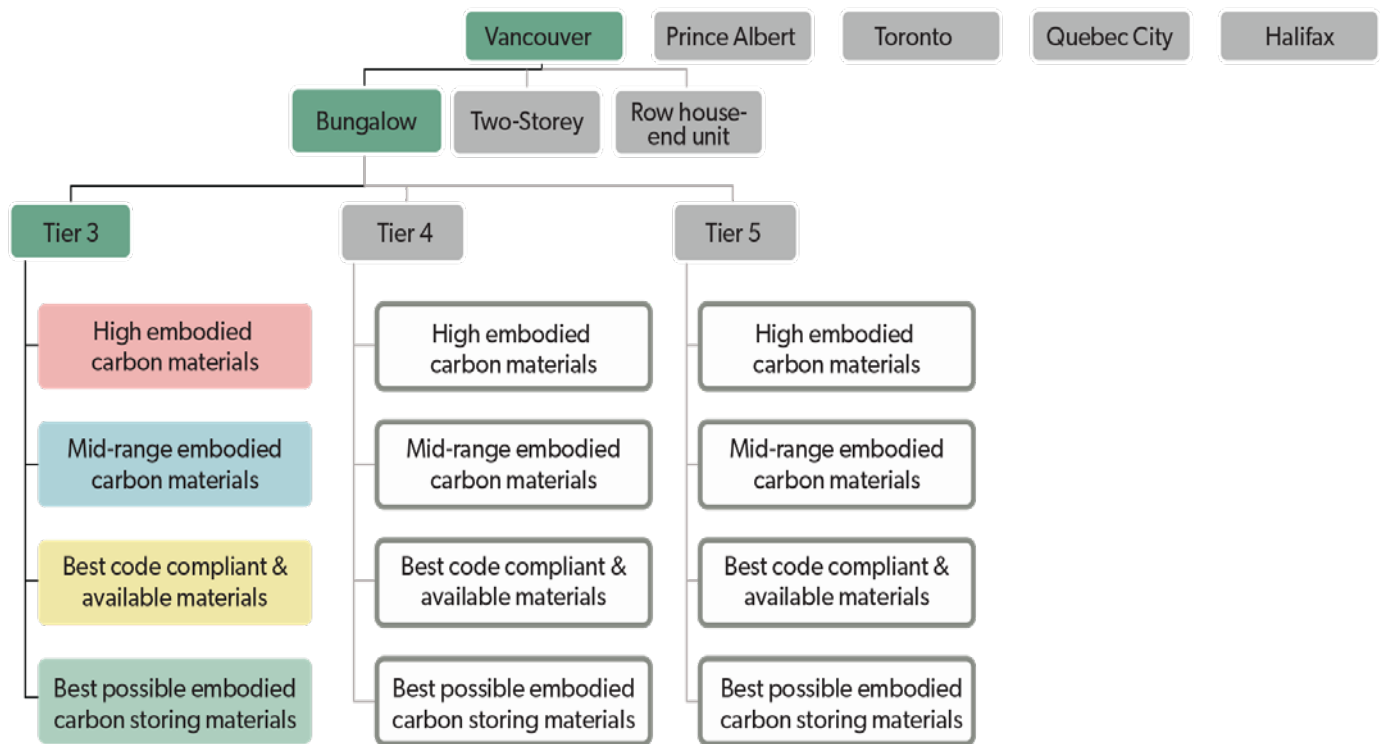 Vancouver
Prince Albert
Toronto
Quebec City
Halifax
Bungalow
Two-Storey
Row house-
end unit
Tier 3
Tier 4
Tier 5
High embodied
carbon materials
High embodied
carbon materials
High embodied
carbon materials
Mid-range embodied
carbon materials
Mid-range embodied
carbon materials
Mid-range embodied
carbon materials
Best code compliant &
available materials
Best code compliant &
available materials
Best code compliant &
available materials
Best possible embodied
carbon storing materials
Best possible embodied
carbon storing materials
Best possible embodied
carbon storing materials